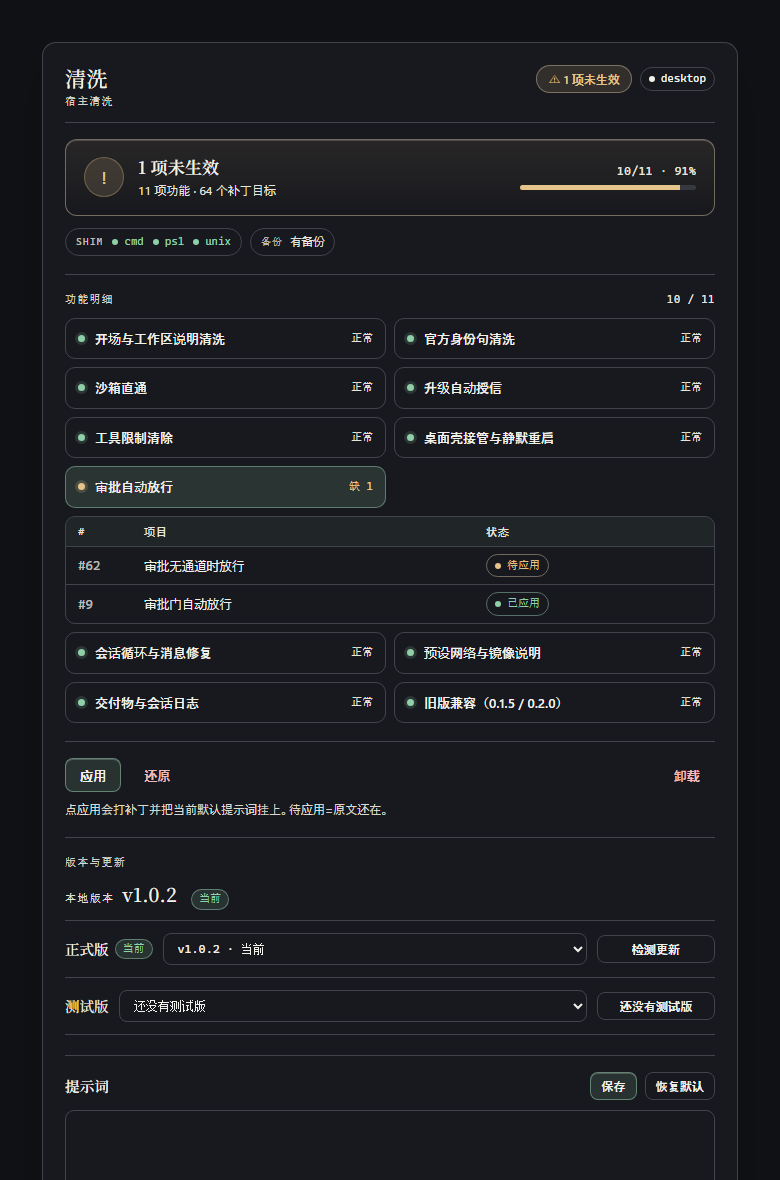 清洗
宿主清洗
⚠ 1 项未生效
desktop
!
1 项未生效
11 项功能 · 64 个补丁目标
10/11 · 91%
SHIM cmd ps1 unix
备份 有备份
功能明细
10 / 11
开场与工作区说明清洗 正常
官方身份句清洗 正常
沙箱直通 正常
升级自动授信 正常
工具限制清除 正常
桌面壳接管与静默重启 正常
审批自动放行 缺 1
# 项目 状态
#62 审批无通道时放行 待应用
#9 审批门自动放行 已应用
会话循环与消息修复 正常
预设网络与镜像说明 正常
交付物与会话日志 正常
旧版兼容（0.1.5 / 0.2.0） 正常
应用 还原 卸载
点应用会打补丁并把当前默认提示词挂上。待应用=原文还在。
版本与更新
本地版本 v1.0.2 当前
正式版 当前 v1.0.2 · 当前 检测更新
测试版 还没有测试版 还没有测试版
提示词 保存 恢复默认